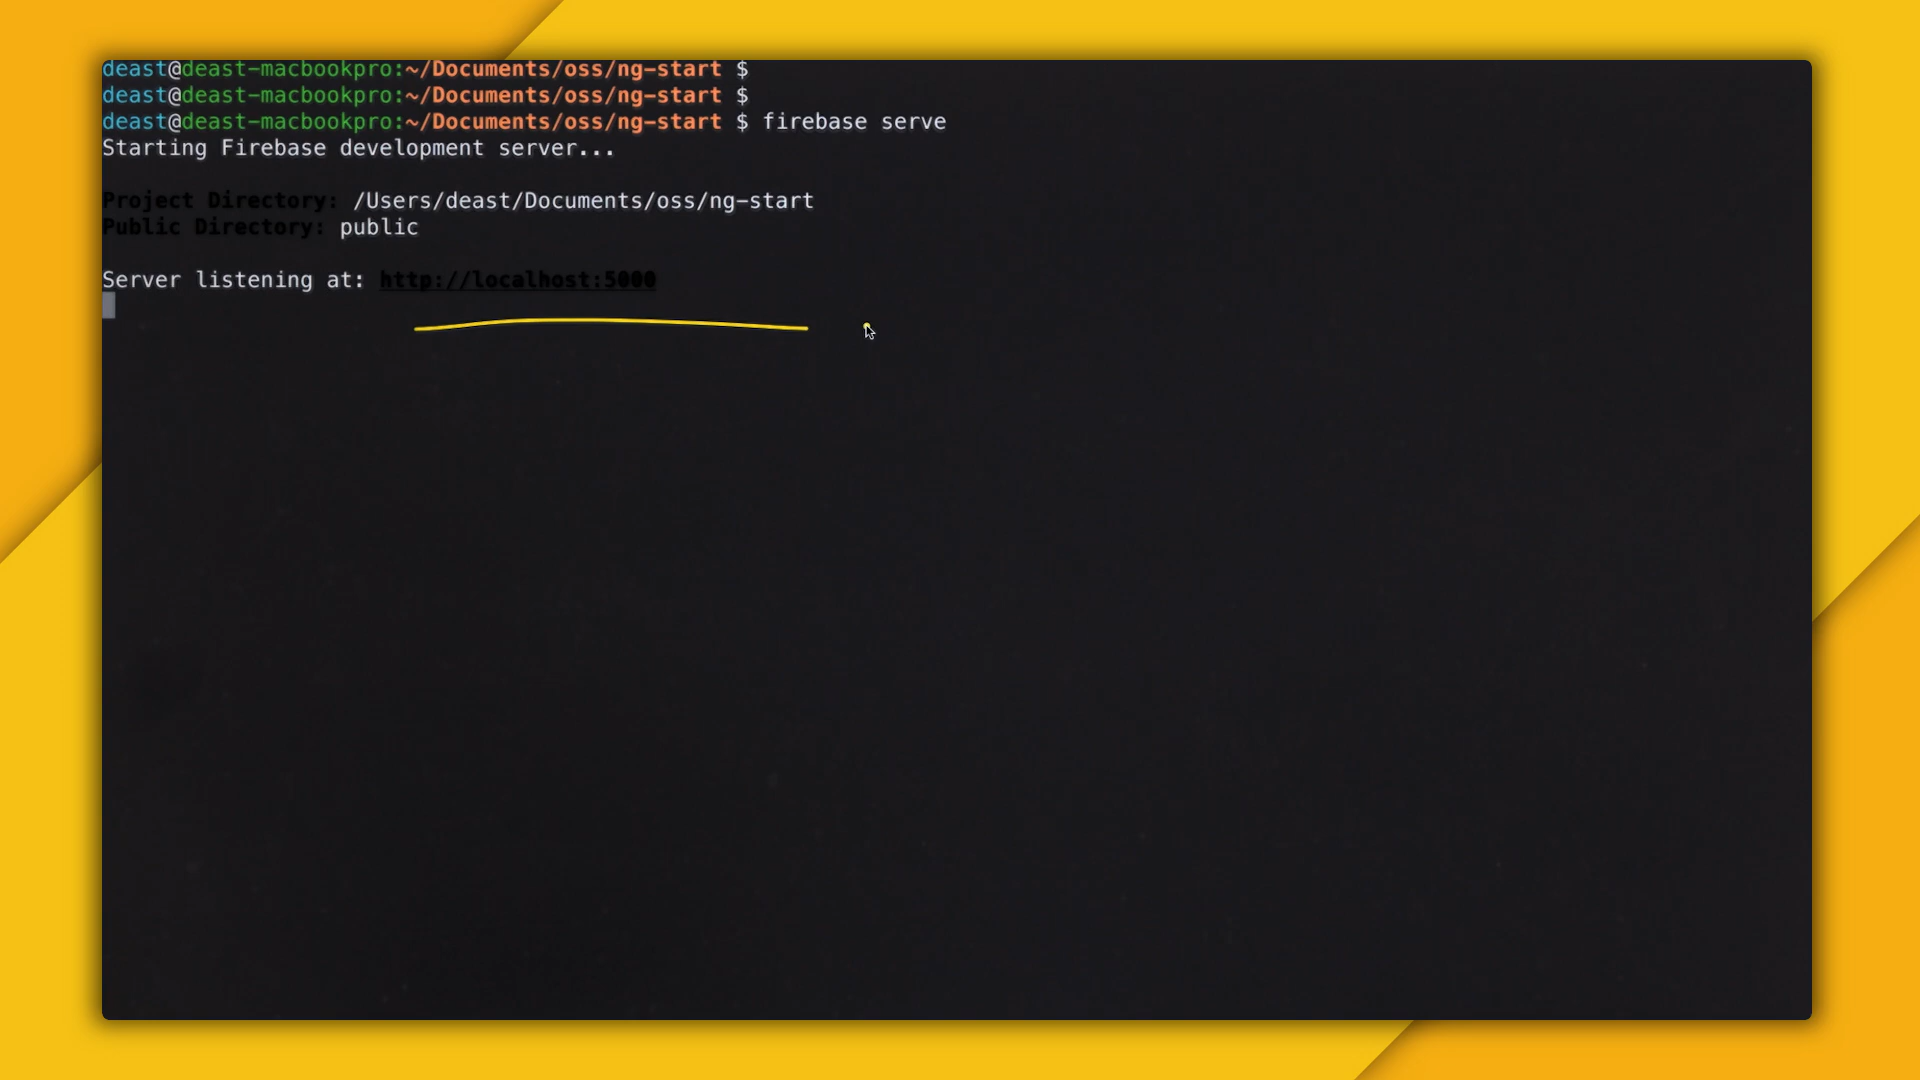 deast@deast-macbookpro:~/Documents/oss/ng-start $
deast@deast-macbookpro:~/Documents/oss/ng-start $
deast@deast-macbookpro:~/Documents/oss/ng-start $ firebase serve
Starting Firebase development server...
Project Directory: /Users/deast/Documents/oss/ng-start
Public Directory: public
Server listening at: http://localhost:5000